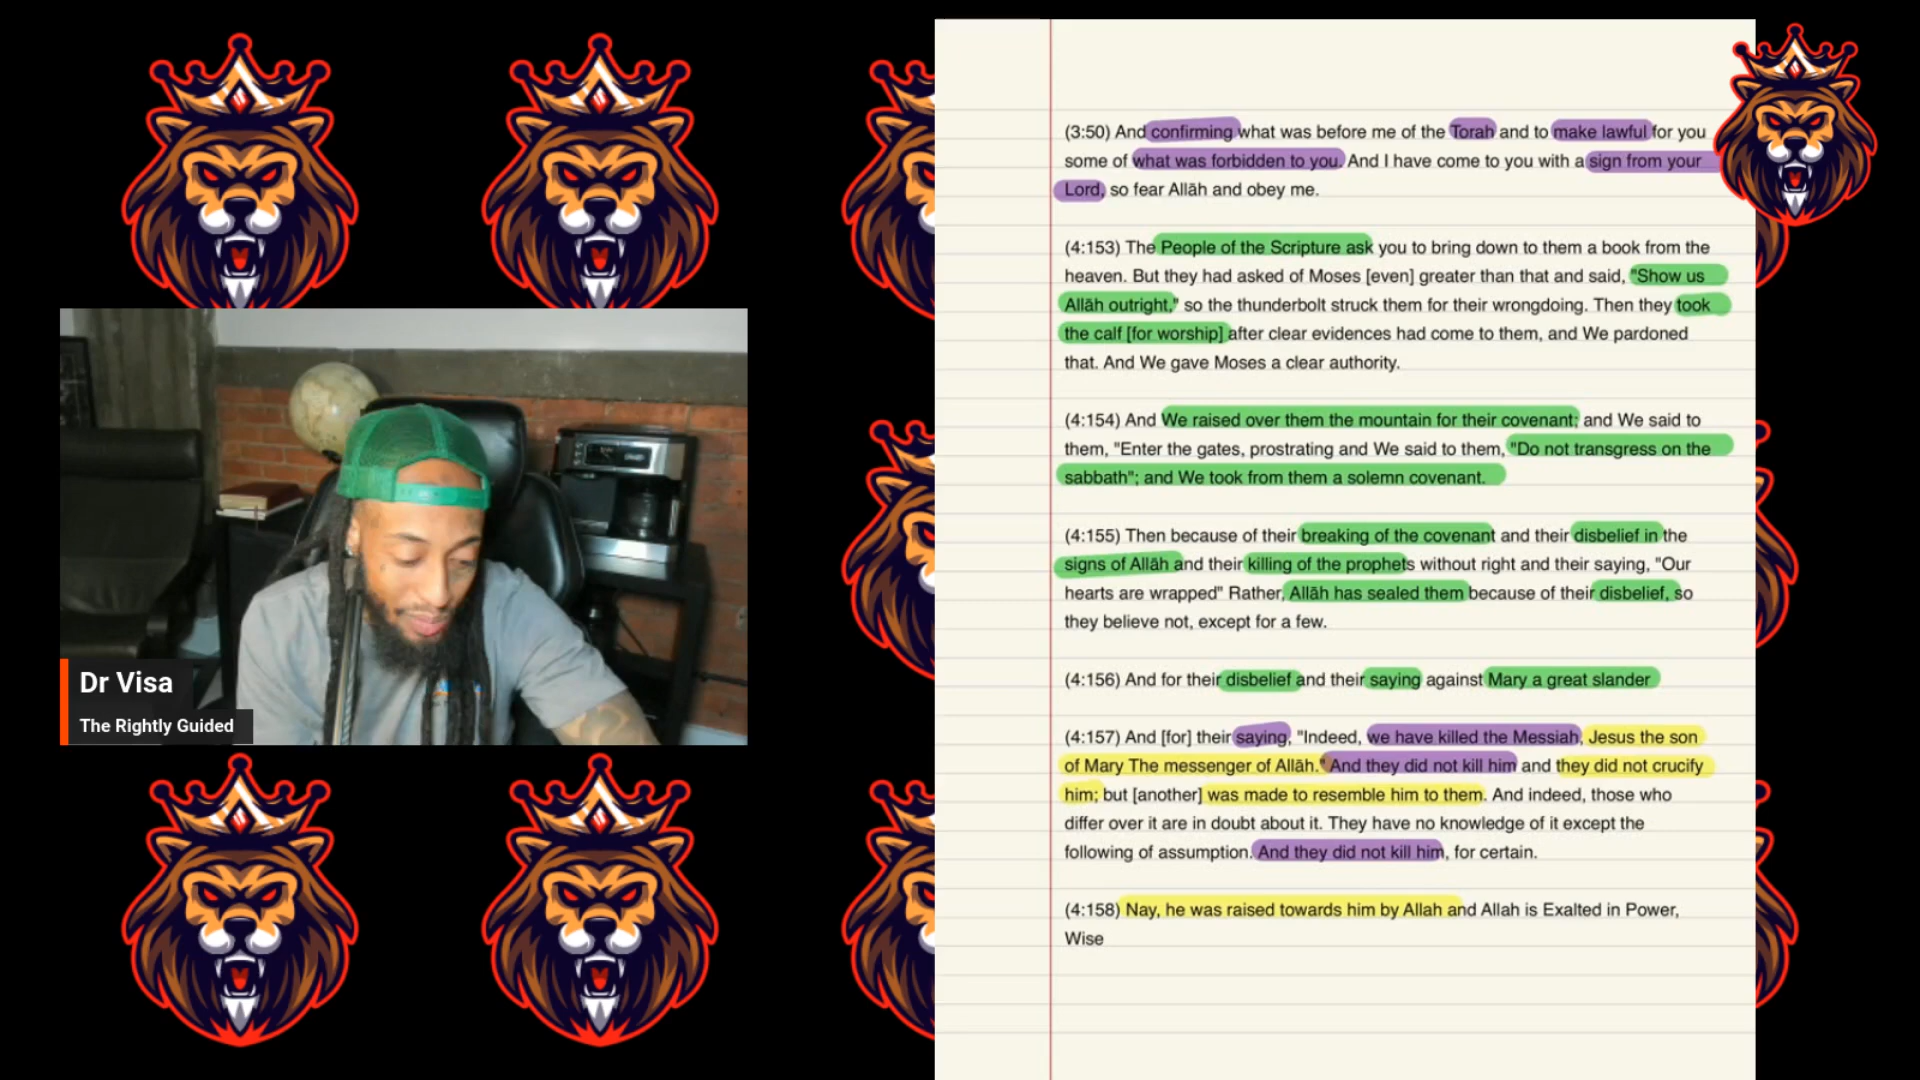 (3:50) And confirming what was before me of the Torah and to make lawful for you
some of what was forbidden to you. And I have come to you with a sign from your
Lord, so fear Allāh and obey me.
(4:153) The People of the Scripture ask you to bring down to them a book from the
heaven. But they had asked of Moses [even] greater than that and said, "Show us
Allāh outright," so the thunderbolt struck them for their wrongdoing. Then they took
the calf [for worship] after clear evidences had come to them, and We pardoned
that. And We gave Moses a clear authority.
(4:154) And We raised over them the mountain for their covenant; and We said to
them, "Enter the gates, prostrating and We said to them, "Do not transgress on the
sabbath"; and We took from them a solemn covenant.
(4:155) Then because of their breaking of the covenant and their disbelief in the
signs of Allāh and their killing of the prophets without right and their saying, "Our
hearts are wrapped" Rather, Allāh has sealed them because of their disbelief, so
they believe not, except for a few.
(4:156) And for their disbelief and their saying against Mary a great slander
(4:157) And [for] their saying, "Indeed, we have killed the Messiah, Jesus the son
of Mary The messenger of Allāh." And they did not kill him and they did not crucify
him; but [another] was made to resemble him to them. And indeed, those who
differ over it are in doubt about it. They have no knowledge of it except the
following of assumption. And they did not kill him, for certain.
(4:158) Nay, he was raised towards him by Allah and Allah is Exalted in Power,
Wise
Dr Visa
The Rightly Guided